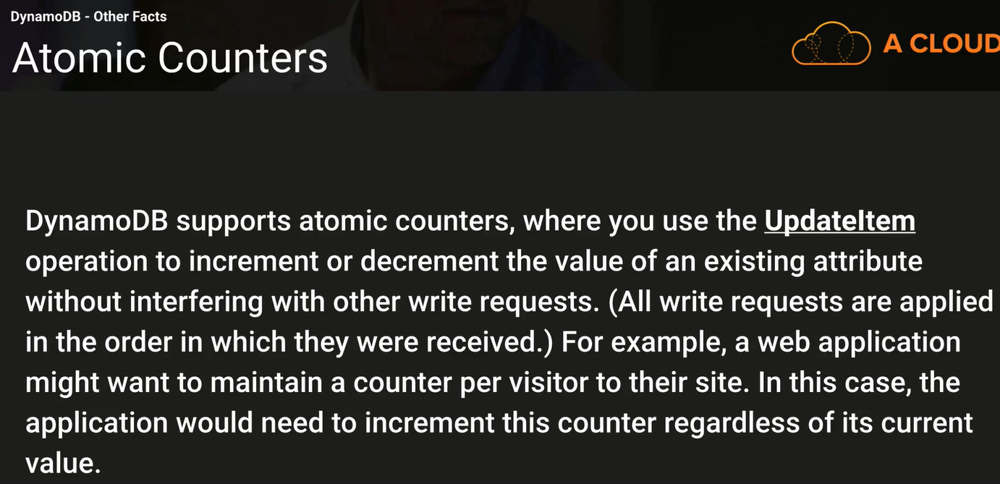 DynamoDB - Other Facts
Atomic Counters
A CLOUD
DynamoDB supports atomic counters, where you use the UpdateItem
operation to increment or decrement the value of an existing attribute
without interfering with other write requests. (All write requests are applied
in the order in which they were received.) For example, a web application
might want to maintain a counter per visitor to their site. In this case, the
application would need to increment this counter regardless of its current
value.